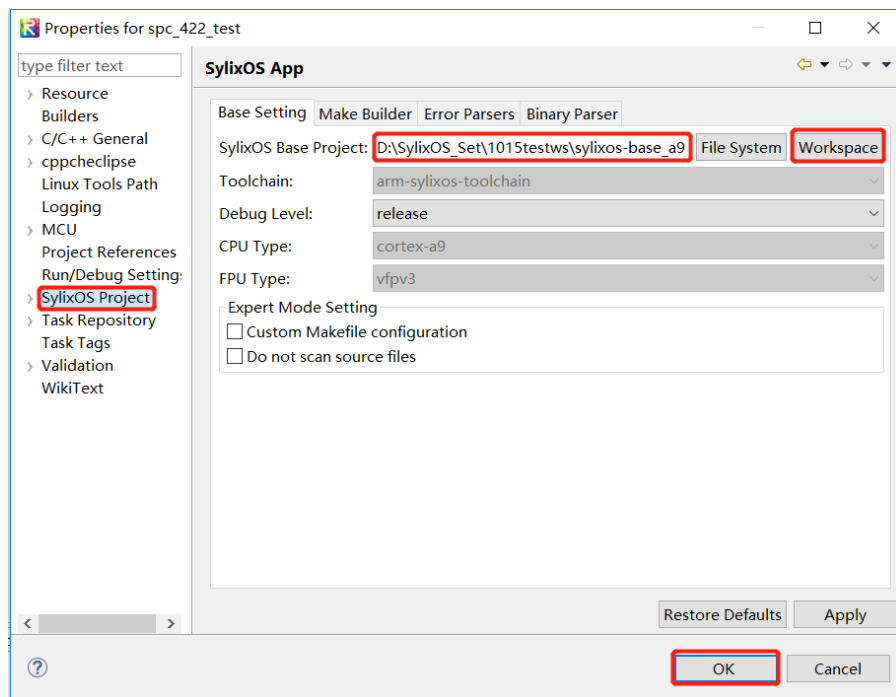 Properties for spc_422_test
type filter text
Resource
Builders
C/C++ General
cppcheclipse
Linux Tools Path
Logging
MCU
Project References
Run/Debug Settings
SylixOS Project
Task Repository
Task Tags
Validation
WikiText
SylixOS App
Base Setting Make Builder Error Parsers Binary Parser
SylixOS Base Project: D:\SylixOS_Set\1015testws\sylixos-base_a9 File System Workspace
Toolchain: arm-sylixos-toolchain
Debug Level: release
CPU Type: cortex-a9
FPU Type: vfpv3
Expert Mode Setting
Custom Makefile configuration
Do not scan source files
Restore Defaults Apply
OK Cancel